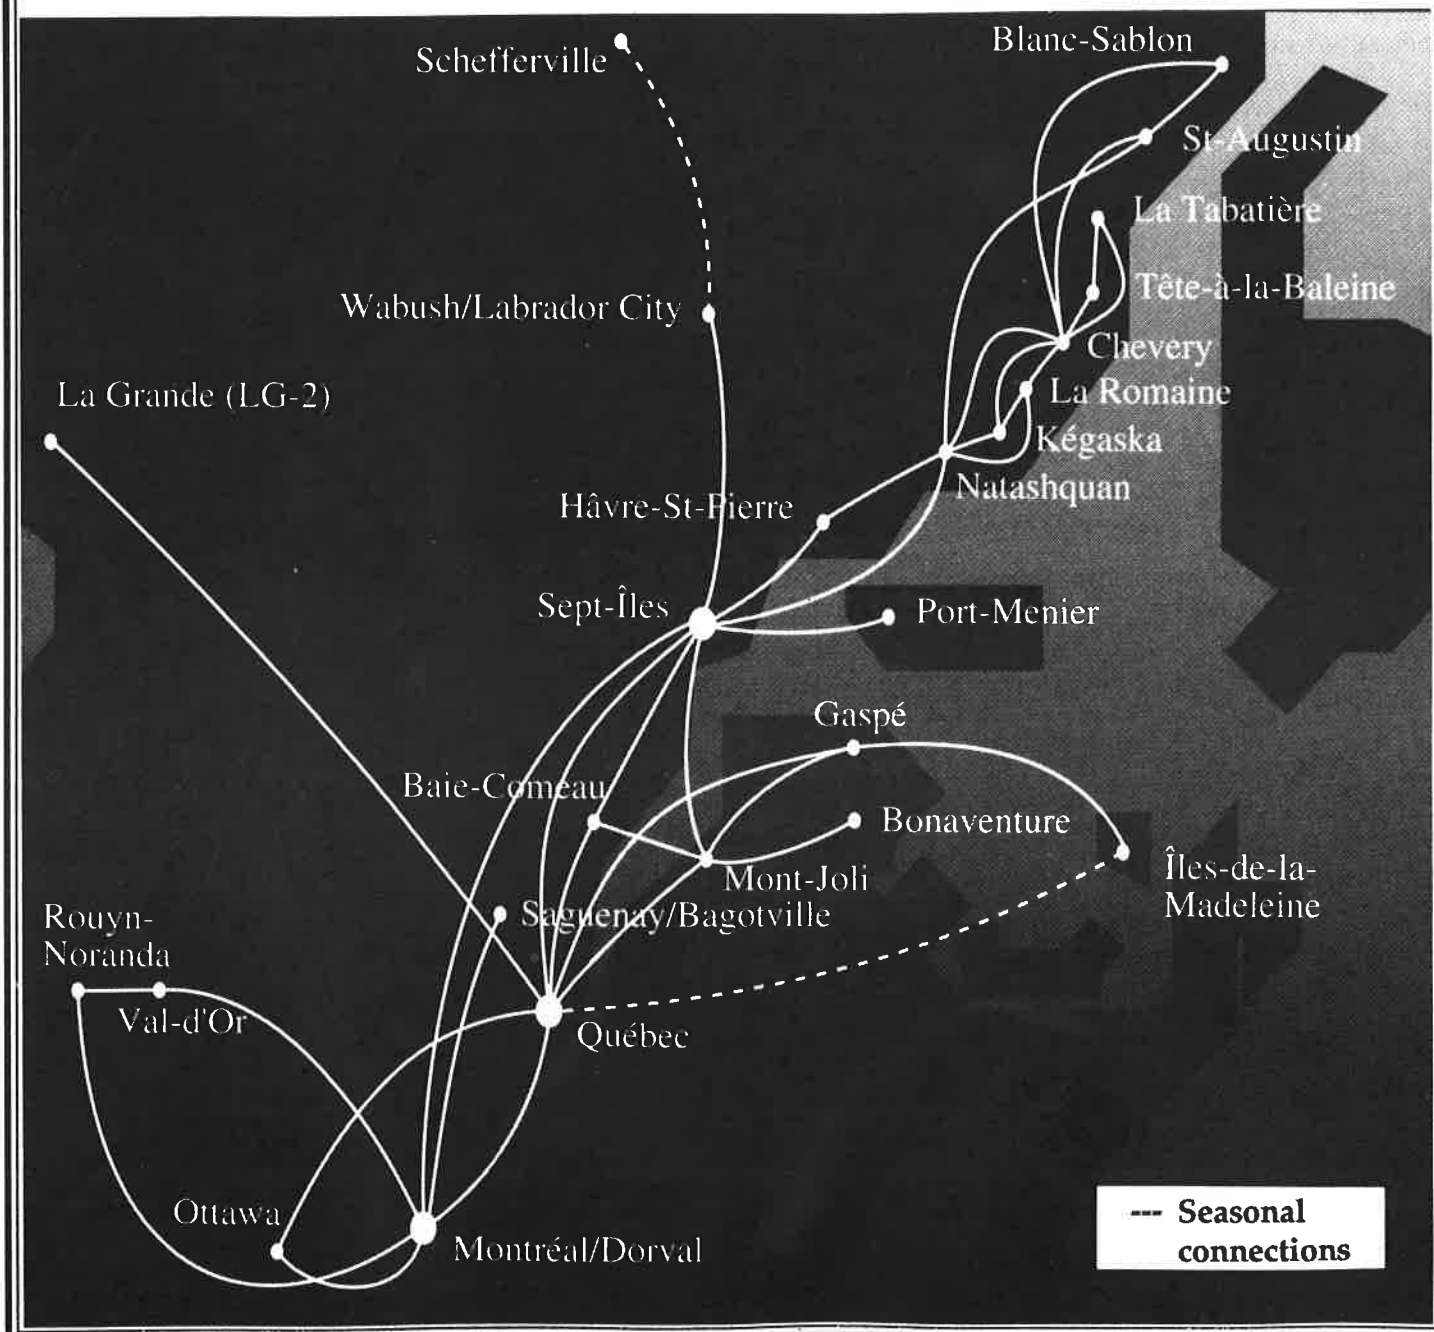 Schefferville
Blanc-Sablon
St-Augustin
La Tabatière
Tête-à-la-Baleine
Wabush/Labrador City
Chevery
La Grande (LG-2)
La Romaine
Kégaska
Natashquan
Hâvre-St-Pierre
Sept-Îles
Port-Menier
Gaspé
Baie-Comeau
Bonaventure
Mont-Joli
Îles-de-la-
Madeleine
Saguenay/Bagotville
Rouyn-
Noranda
Val-d'Or
Québec
Ottawa
Montréal/Dorval
--- Seasonal
connections